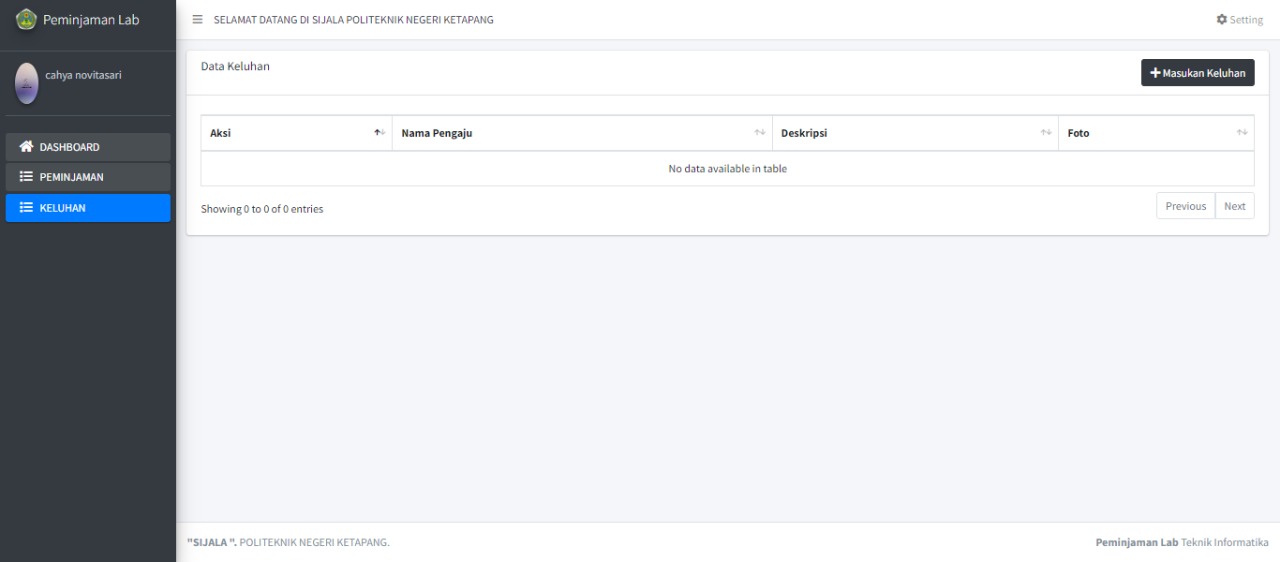 Peminjaman Lab
SELAMAT DATANG DI SIJALA POLITEKNIK NEGERI KETAPANG
Setting
cahya novitasari
DASHBOARD
PEMINJAMAN
KELUHAN
Data Keluhan
Masukan Keluhan
Aksi Nama Pengaju Deskripsi Foto
No data available in table
Showing 0 to 0 of 0 entries
Previous Next
"SIJALA ". POLITEKNIK NEGERI KETAPANG.
Peminjaman Lab Teknik Informatika